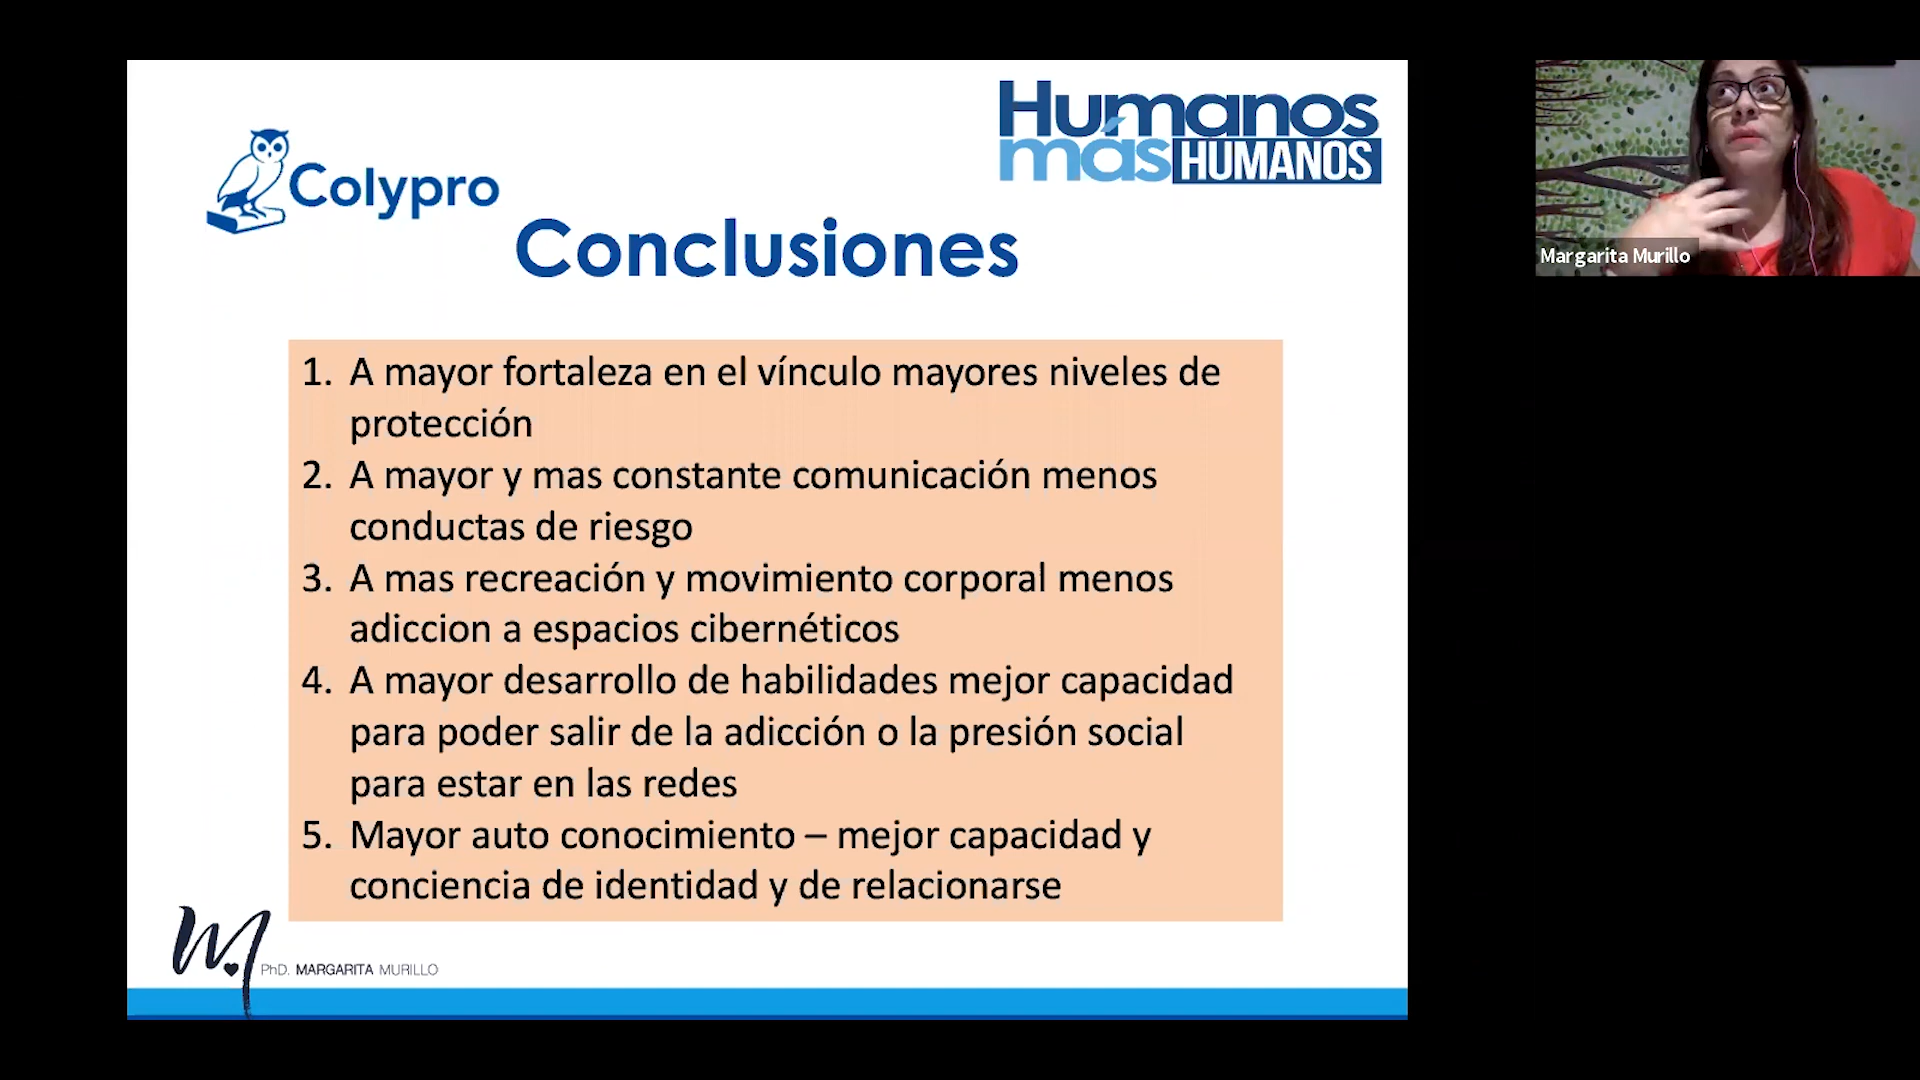 Humanos
más HUMANOS
Colypro
Conclusiones
1. A mayor fortaleza en el vínculo mayores niveles de
protección
2. A mayor y mas constante comunicación menos
conductas de riesgo
3. A mas recreación y movimiento corporal menos
adiccion a espacios cibernéticos
4. A mayor desarrollo de habilidades mejor capacidad
para poder salir de la adicción o la presión social
para estar en las redes
5. Mayor auto conocimiento – mejor capacidad y
conciencia de identidad y de relacionarse
M
PhD. MARGARITA MURILLO
Margarita Murillo